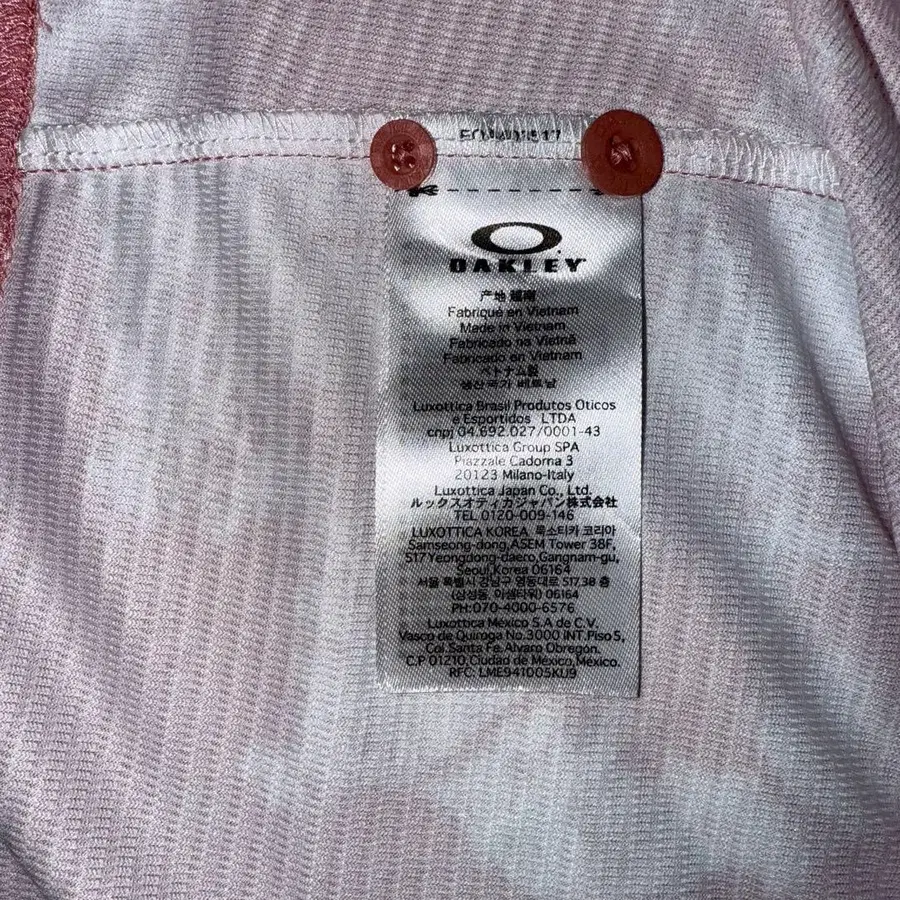 OAKLEY
产地 越南
Fabriqué en Vietnam
Made in Vietnam
Fabricado no Vietnã
Fabricado en Vietnam
ベトナム製
생산국가 베트남
Luxottica Brasil Produtos Oticos
e Esportidos LTDA
cnpj 04.692.027/0001-43
Luxottica Group SPA
Piazzale Cadorna 3
20123 Milano-Italy
Luxottica Japan Co., Ltd.
ルックスオティカジャパン株式会社
TEL 0120-009-146
LUXOTTICA KOREA 룩소티카 코리아
Samseong-dong,ASEM Tower 38F,
517 Yeongdong-daero,Gangnam-gu,
Seoul,Korea 06164
서울 특별시 강남구 영동대로 517,38 층
(삼성동, 아셈타워) 06164
PH:070-4000-6576
Luxottica México S.A de C.V.
Vasco de Quiroga No.3000 INT.Piso 5,
Col.Santa Fe.Alvaro Obregón.
C.P 01210,Ciudad de México,México.
RFC: LME941005KU9